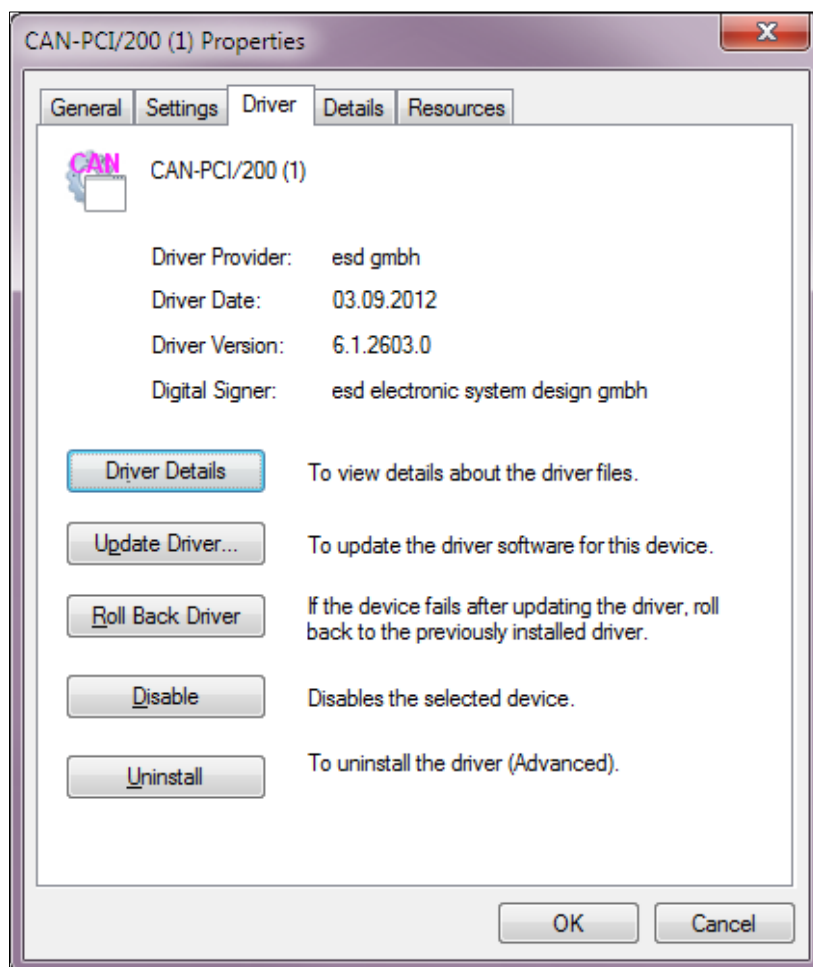 CAN-PCI/200 (1) Properties
x
General Settings Driver Details Resources
CAN
CAN-PCI/200 (1)
Driver Provider: esd gmbh
Driver Date: 03.09.2012
Driver Version: 6.1.2603.0
Digital Signer: esd electronic system design gmbh
Driver Details To view details about the driver files.
Update Driver... To update the driver software for this device.
Roll Back Driver If the device fails after updating the driver, roll
back to the previously installed driver.
Disable Disables the selected device.
Uninstall To uninstall the driver (Advanced).
OK Cancel